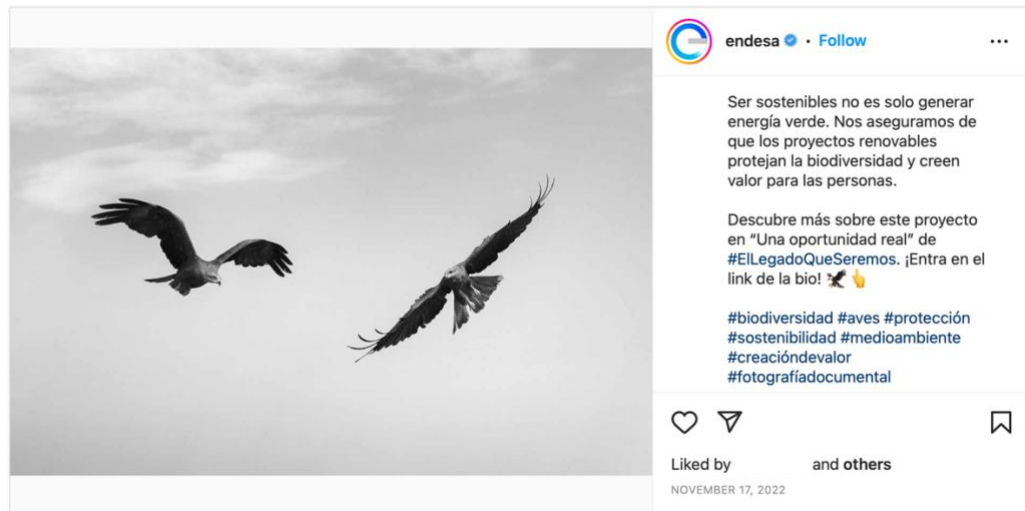 endesa • Follow
Ser sostenibles no es solo generar
energía verde. Nos aseguramos de
que los proyectos renovables
protejan la biodiversidad y creen
valor para las personas.
Descubre más sobre este proyecto
en “Una oportunidad real” de
#ElLegadoQueSeremos. ¡Entra en el
link de la bio! 🦅 👆
#biodiversidad #aves #protección
#sostenibilidad #medioambiente
#creacióndevalor
#fotografíadocumental
Liked by and others
NOVEMBER 17, 2022